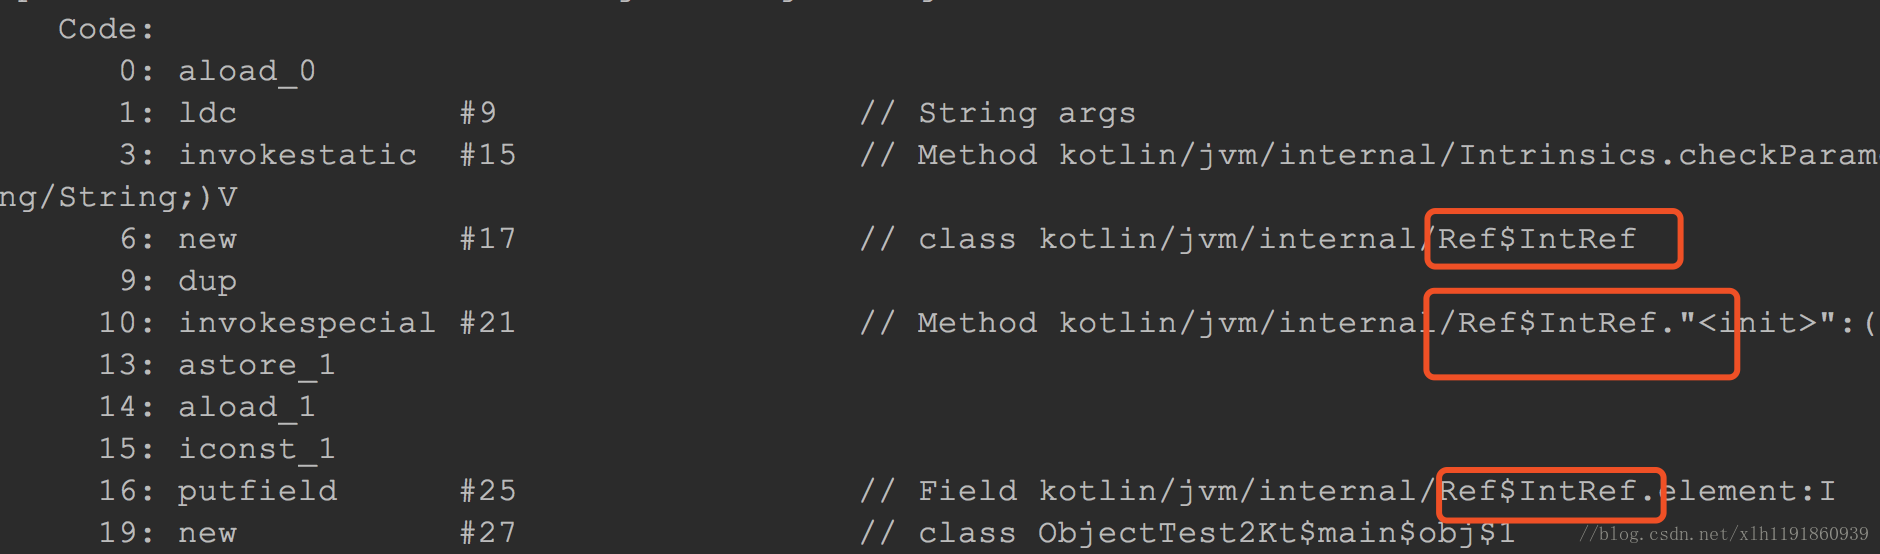 Code:
0: aload_0
1: ldc #9 // String args
3: invokestatic #15 // Method kotlin/jvm/internal/Intrinsics.checkParam
ng/String;)V
6: new #17 // class kotlin/jvm/internal/Ref$IntRef
9: dup
10: invokespecial #21 // Method kotlin/jvm/internal/Ref$IntRef."<init>":(
13: astore_1
14: aload_1
15: iconst_1
16: putfield #25 // Field kotlin/jvm/internal/Ref$IntRef.element:I
19: new #27 // class ObjectTest2Kt$main$obj$1
//blog.csdn.net/xlh1191860939